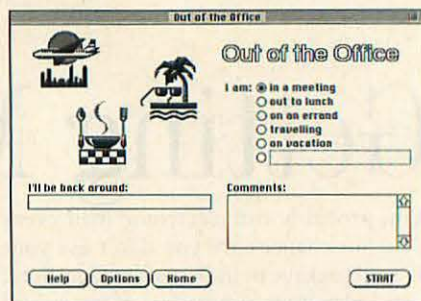 Out of the Office
Out of the Office
I am: in a meeting
out to lunch
on an errand
travelling
on vacation
I'll be back around:
Comments:
Help Options Home START